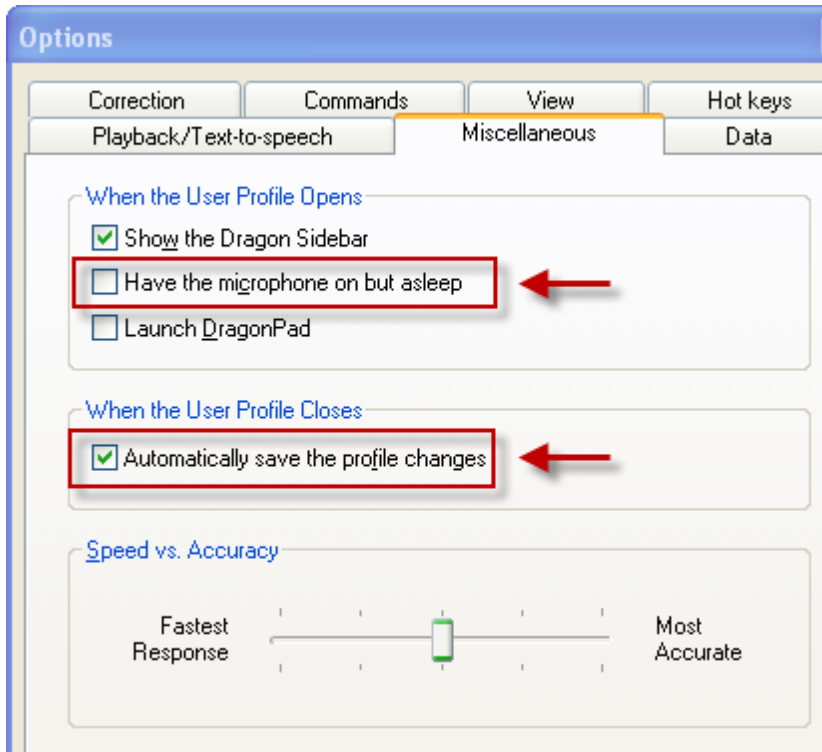 Options
Correction Commands View Hot keys
Playback/Text-to-speech Miscellaneous Data
When the User Profile Opens
Show the Dragon Sidebar
Have the microphone on but asleep
Launch DragonPad
When the User Profile Closes
Automatically save the profile changes
Speed vs. Accuracy
Fastest Response
Most Accurate